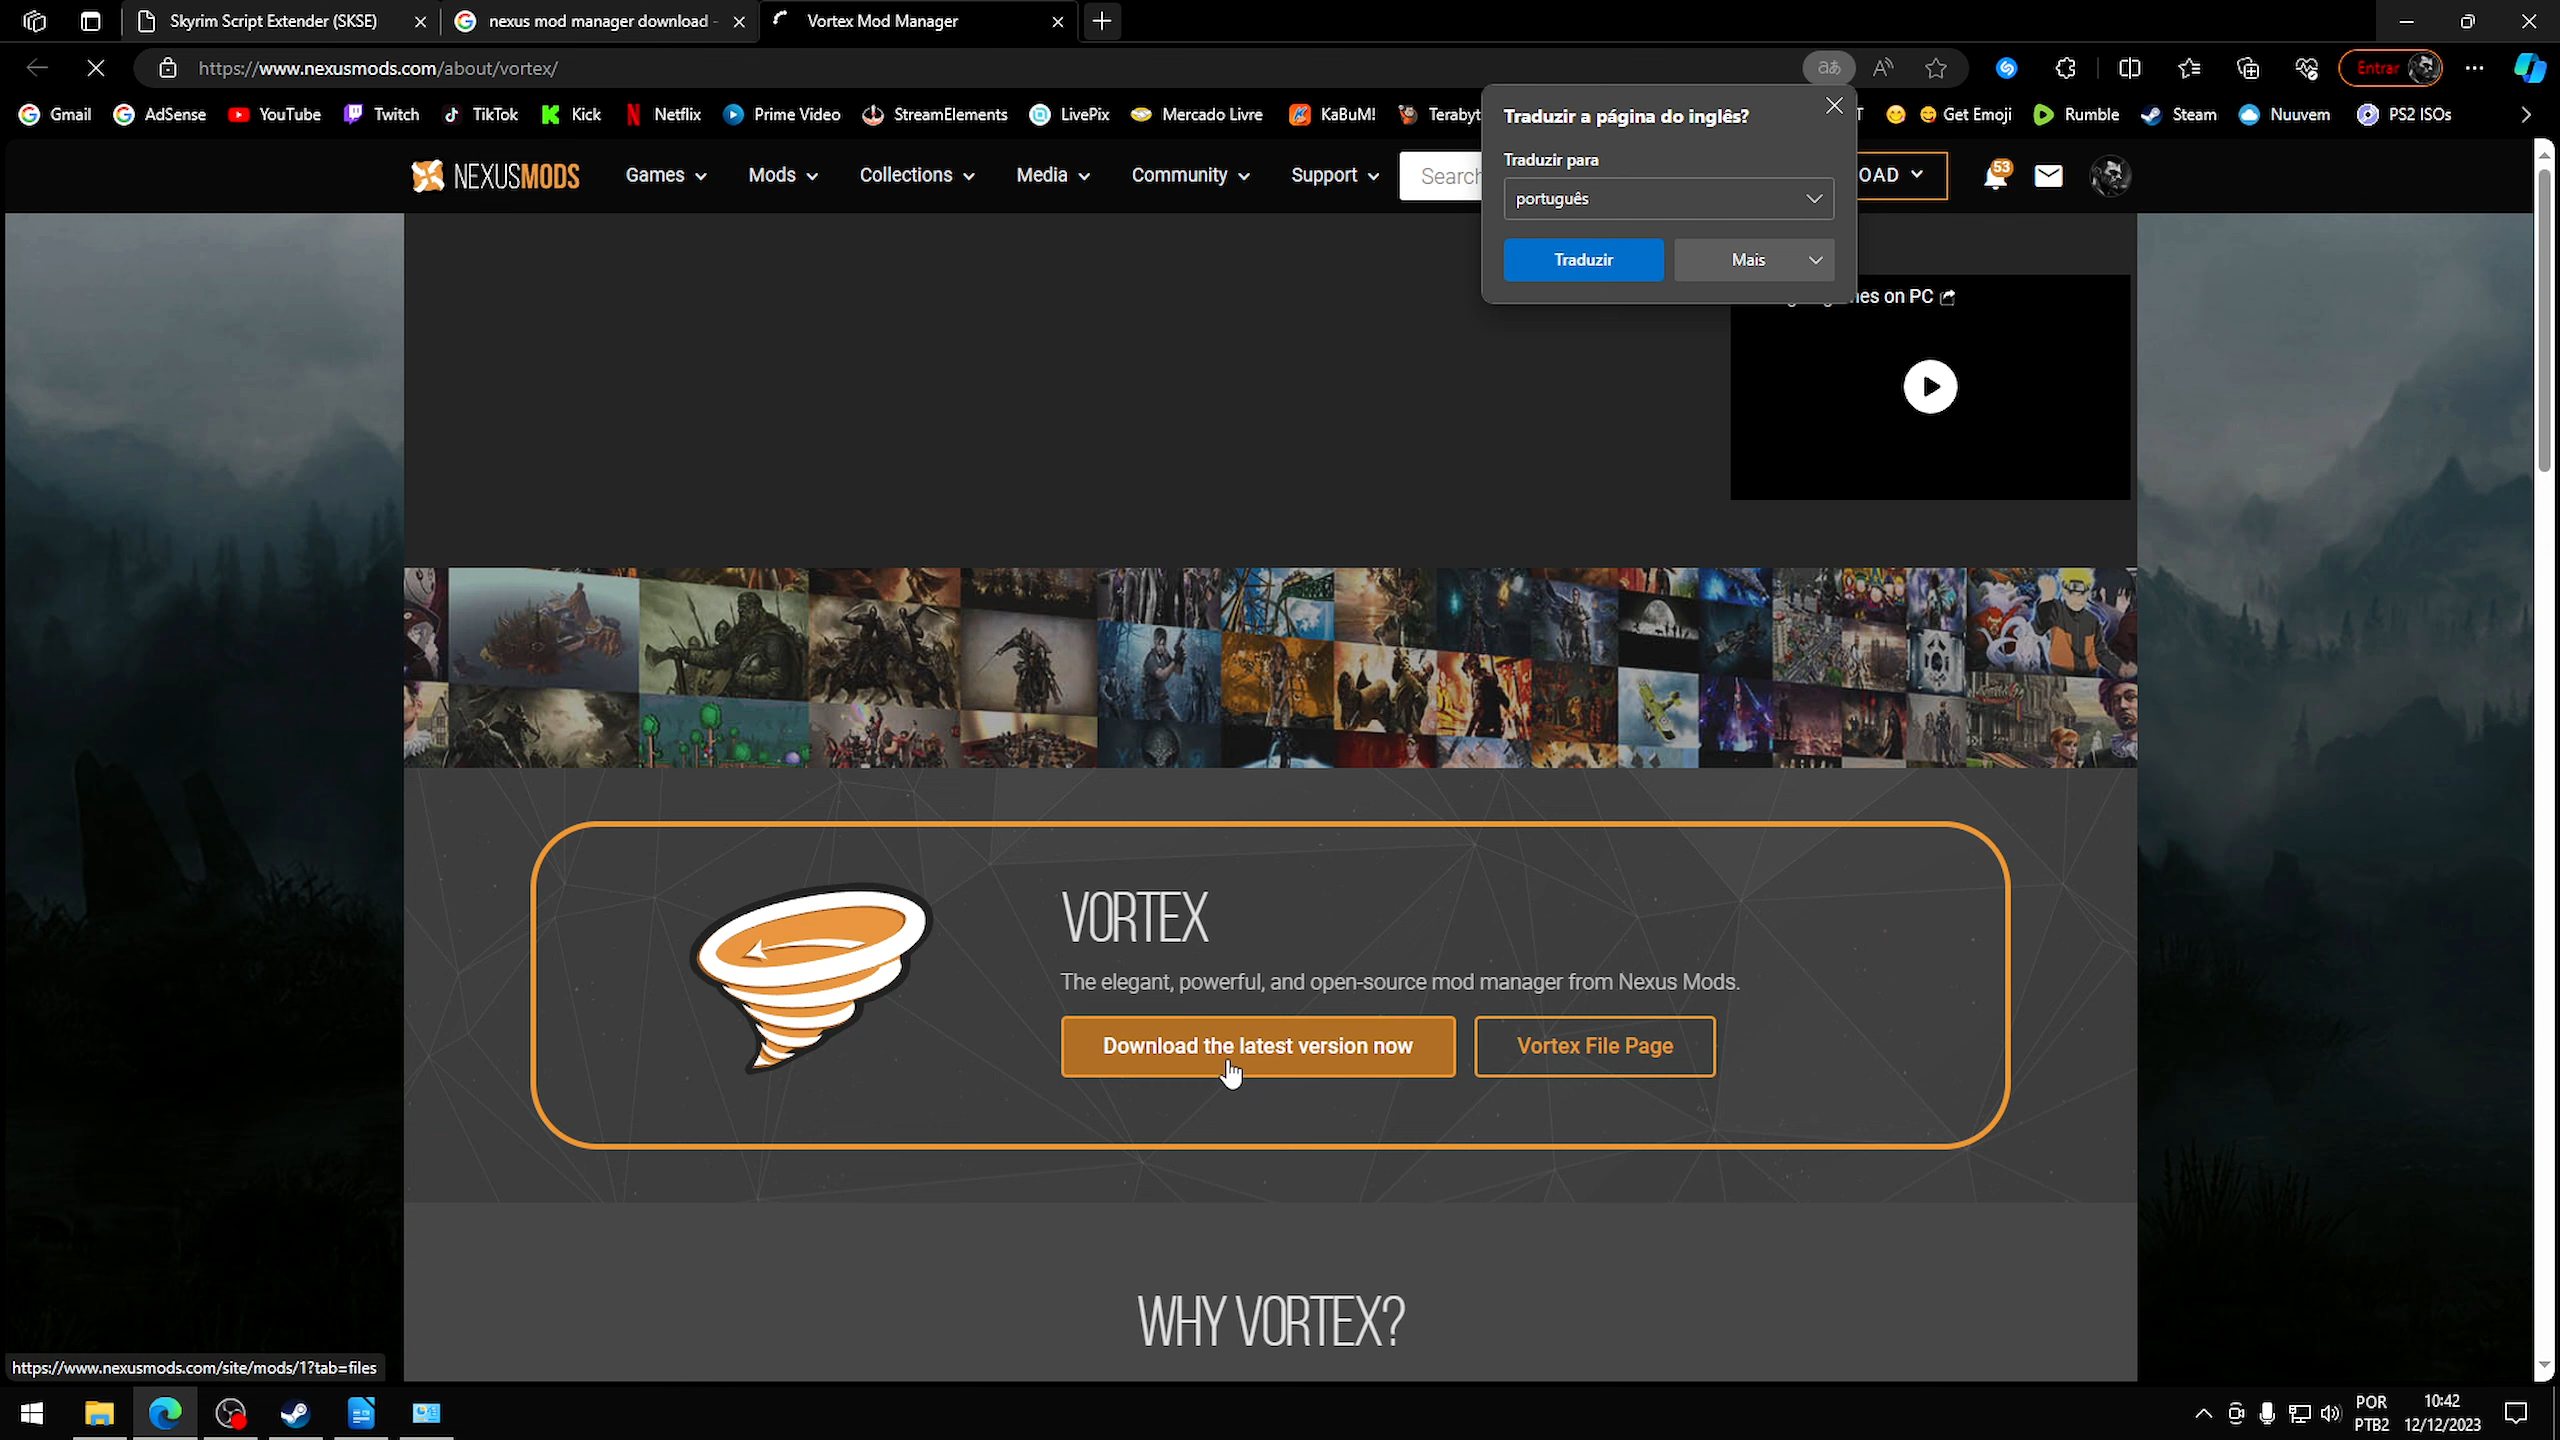 Skyrim Script Extender (SKSE)
nexus mod manager download -
Vortex Mod Manager
https://www.nexusmods.com/about/vortex/
Entrar
Gmail
AdSense
YouTube
Twitch
TikTok
Kick
Netflix
Prime Video
StreamElements
LivePix
Mercado Livre
KaBuM!
Terabyt
T
Get Emoji
Rumble
Steam
Nuuvem
PS2 ISOs
Traduzir a página do inglês?
Traduzir para
português
Traduzir
Mais
NEXUSMODS
Games
Mods
Collections
Media
Community
Support
Search
OAD
53
es on PC
VORTEX
The elegant, powerful, and open-source mod manager from Nexus Mods.
Download the latest version now
Vortex File Page
WHY VORTEX?
https://www.nexusmods.com/site/mods/1?tab=files
POR
PTB2
10:42
12/12/2023